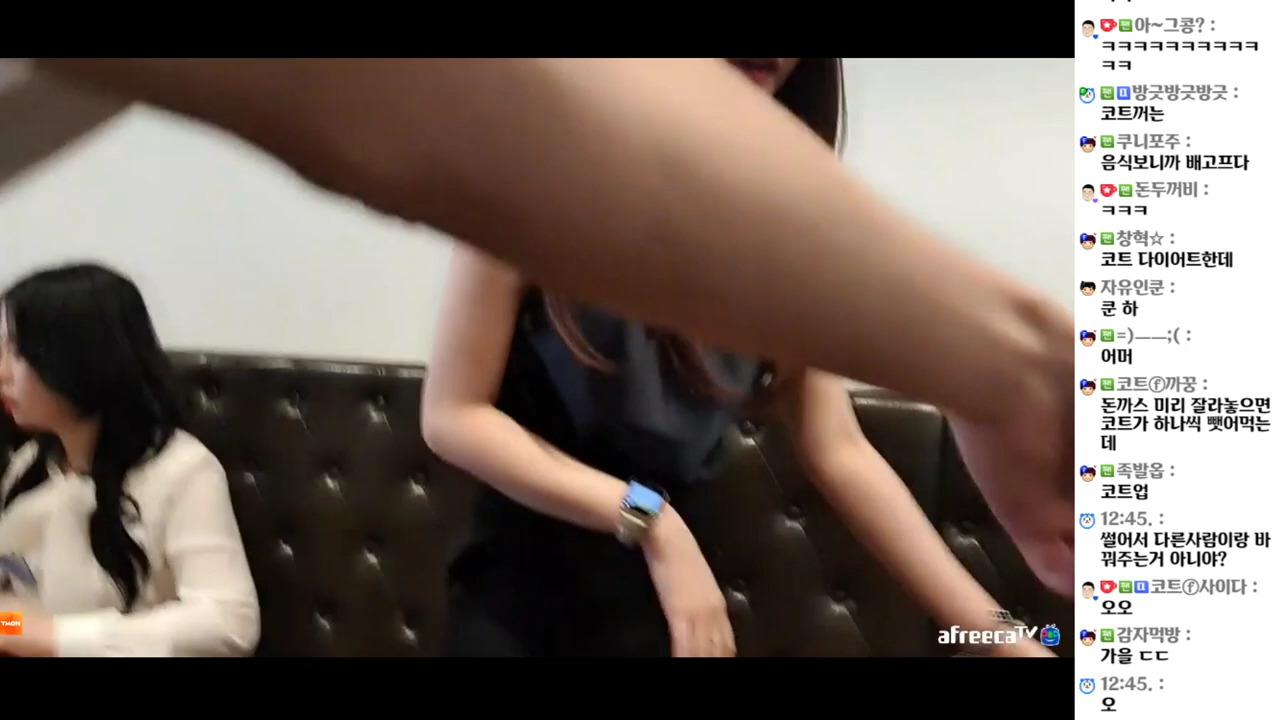 아~그콩? :
ㅋㅋㅋㅋㅋㅋㅋㅋㅋㅋ
ㅋㅋ
방긋방긋방긋 :
코트꺼는
쿠니포주 :
음식보니까 배고프다
돈두꺼비 :
ㅋㅋㅋ
창혁☆ :
코트 다이어트한데
자유인쿤 :
쿤 하
=)——;( :
어머
코트ⓕ까꿍 :
돈까스 미리 잘라놓으면
코트가 하나씩 뺏어먹는
데
족발옵 :
코트업
12:45. :
썰어서 다른사람이랑 바
꿔주는거 아니야?
코트ⓕ사이다 :
오오
감자먹방 :
가을 ㄷㄷ
12:45. :
오
TMON
afreecaTV